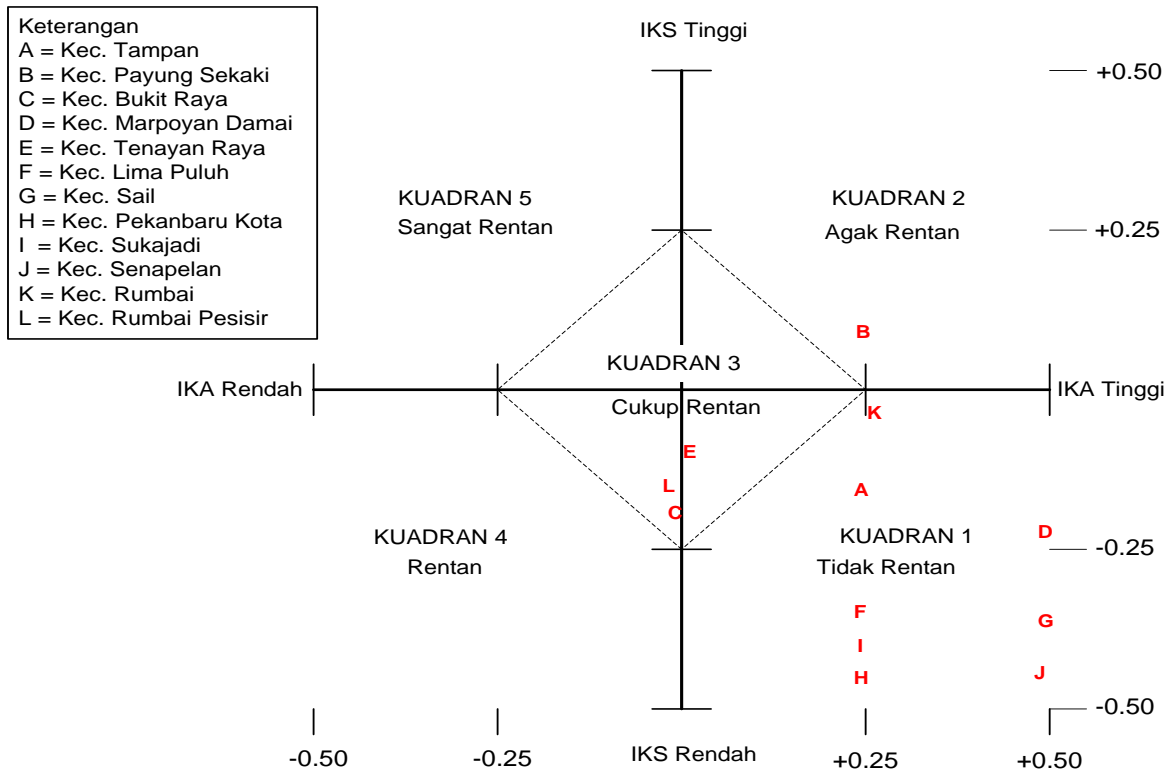 Keterangan
A = Kec. Tampan
B = Kec. Payung Sekaki
C = Kec. Bukit Raya
D = Kec. Marpoyan Damai
E = Kec. Tenayan Raya
F = Kec. Lima Puluh
G = Kec. Sail
H = Kec. Pekanbaru Kota
I = Kec. Sukajadi
J = Kec. Senapelan
K = Kec. Rumbai
L = Kec. Rumbai Pesisir
IKS Tinggi
+0.50
KUADRAN 5
Sangat Rentan
KUADRAN 2
Agak Rentan
+0.25
B
KUADRAN 3
IKA Rendah
IKA Tinggi
Cukup Rentan
K
E
L
A
C
KUADRAN 4
Rentan
KUADRAN 1
Tidak Rentan
D
-0.25
F
G
I
H
J
-0.50
-0.50
-0.25
IKS Rendah
+0.25
+0.50